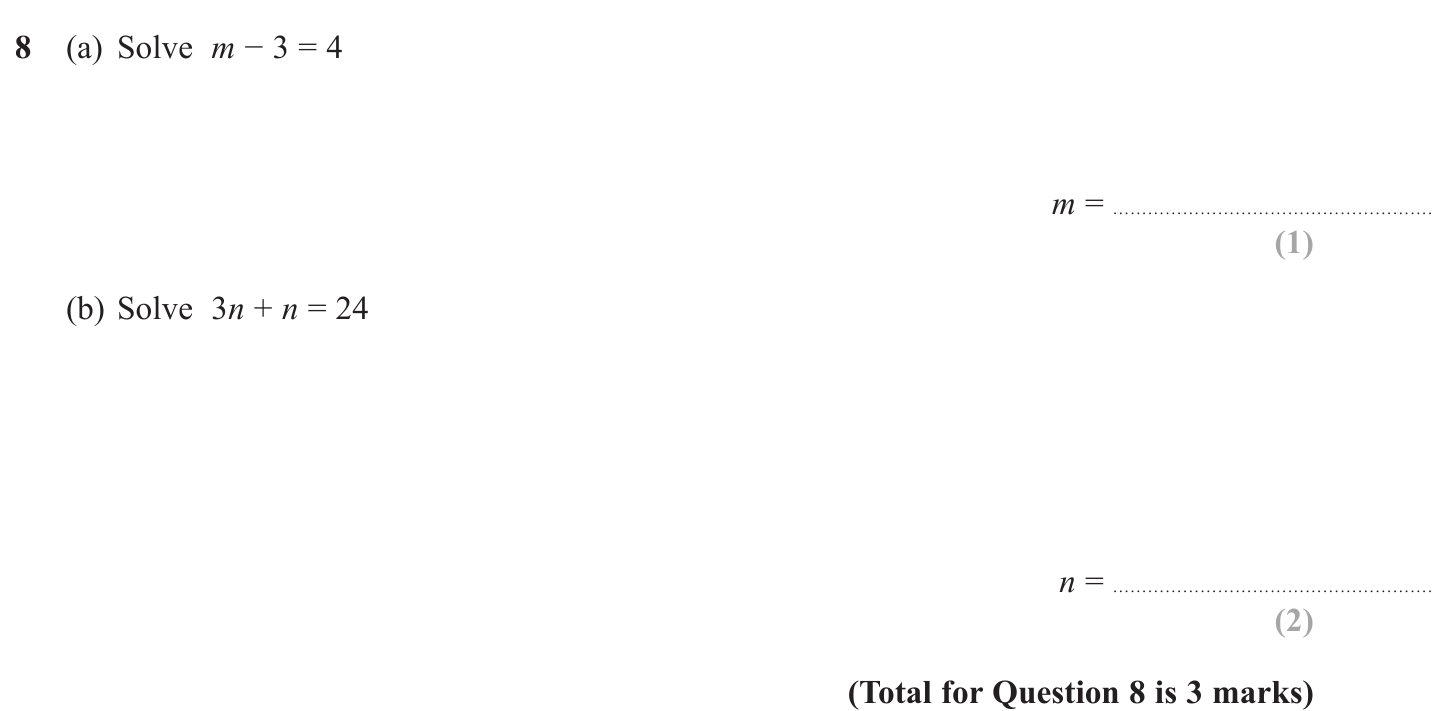 8 (a) Solve m − 3 = 4
m = ............................................................
(1)
(b) Solve 3n + n = 24
n = ............................................................
(2)
(Total for Question 8 is 3 marks)